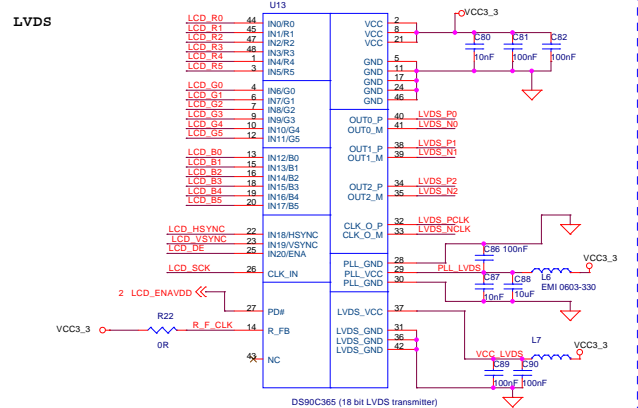 LVDS
U13
LCD_R0 44 IN0/R0
LCD_R1 45 IN1/R1
LCD_R2 47 IN2/R2
LCD_R3 48 IN3/R3
LCD_R4 1 IN4/R4
LCD_R5 3 IN5/R5
LCD_G0 4 IN6/G0
LCD_G1 6 IN7/G1
LCD_G2 7 IN8/G2
LCD_G3 9 IN9/G3
LCD_G4 10 IN10/G4
LCD_G5 12 IN11/G5
LCD_B0 13 IN12/B0
LCD_B1 15 IN13/B1
LCD_B2 16 IN14/B2
LCD_B3 18 IN15/B3
LCD_B4 19 IN16/B4
LCD_B5 20 IN17/B5
LCD_HSYNC 22 IN18/HSYNC
LCD_VSYNC 23 IN19/VSYNC
LCD_DE 25 IN20/ENA
LCD_SCK 26 CLK_IN
2 LCD_ENAVDD
27 PD#
VCC3_3 R22 0R R_F_CLK 14 R_FB
43 NC
VCC 2
VCC 8
VCC 21
GND 5
GND 11
GND 17
GND 24
GND 46
VCC3_3
C80 10nF
C81 100nF
C82 100nF
OUT0_P 40 LVDS_P0
OUT0_M 41 LVDS_N0
OUT1_P 38 LVDS_P1
OUT1_M 39 LVDS_N1
OUT2_P 34 LVDS_P2
OUT2_M 35 LVDS_N2
CLK_O_P 32 LVDS_PCLK
CLK_O_M 33 LVDS_NCLK
PLL_GND 28
PLL_VCC 29 PLL_LVDS
PLL_GND 30
C86 100nF
C87 10nF
C88 10uF
L6
EMI 0603-330
VCC3_3
LVDS_VCC 37
LVDS_GND 31
LVDS_GND 36
LVDS_GND 42
VCC_LVDS
L7
VCC3_3
C89 100nF
C90 100nF
DS90C365 (18 bit LVDS transmitter)